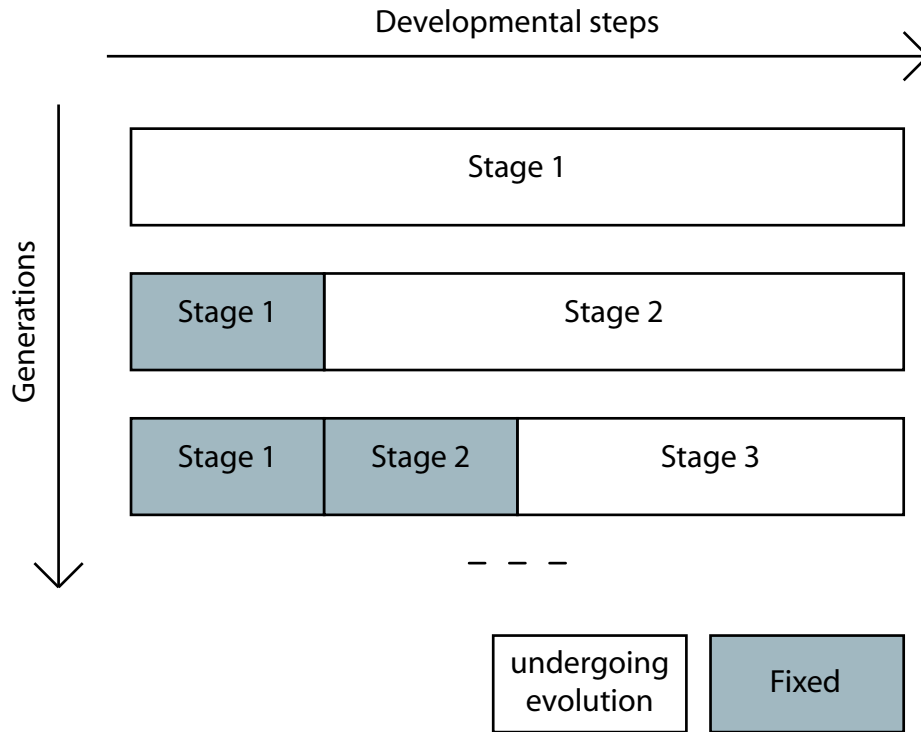 Developmental steps
Generations
Stage 1
Stage 1
Stage 2
Stage 1
Stage 2
Stage 3
undergoing
evolution
Fixed